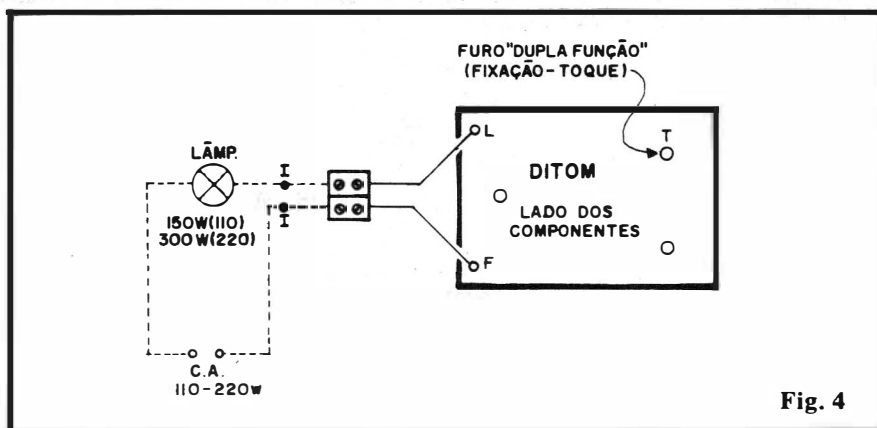 FURO "DUPLA FUNÇÃO"
(FIXAÇÃO-TOQUE)
L
T
LÂMP.
I
DITOM
I
150W(110)
300W(220)
LADO DOS
COMPONENTES
F
C.A.
110-220w
Fig. 4